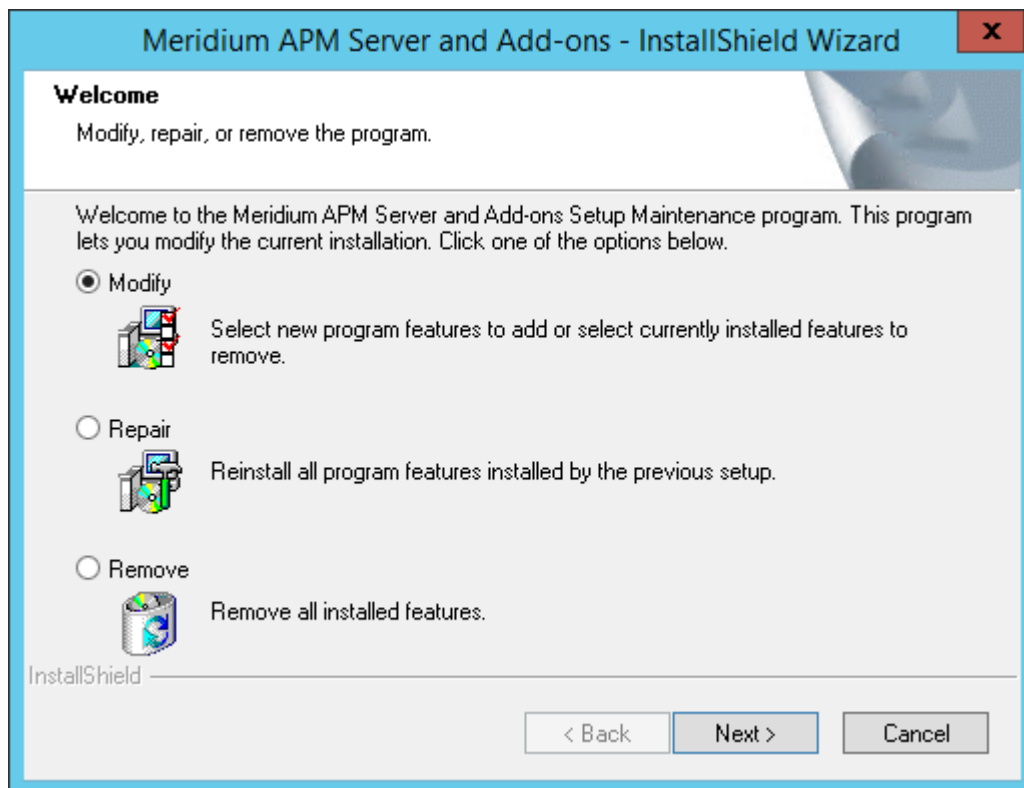 Meridium APM Server and Add-ons - InstallShield Wizard
x
Welcome
Modify, repair, or remove the program.
Welcome to the Meridium APM Server and Add-ons Setup Maintenance program. This program
lets you modify the current installation. Click one of the options below.
Modify
Select new program features to add or select currently installed features to
remove.
Repair
Reinstall all program features installed by the previous setup.
Remove
Remove all installed features.
InstallShield
< Back
Next >
Cancel